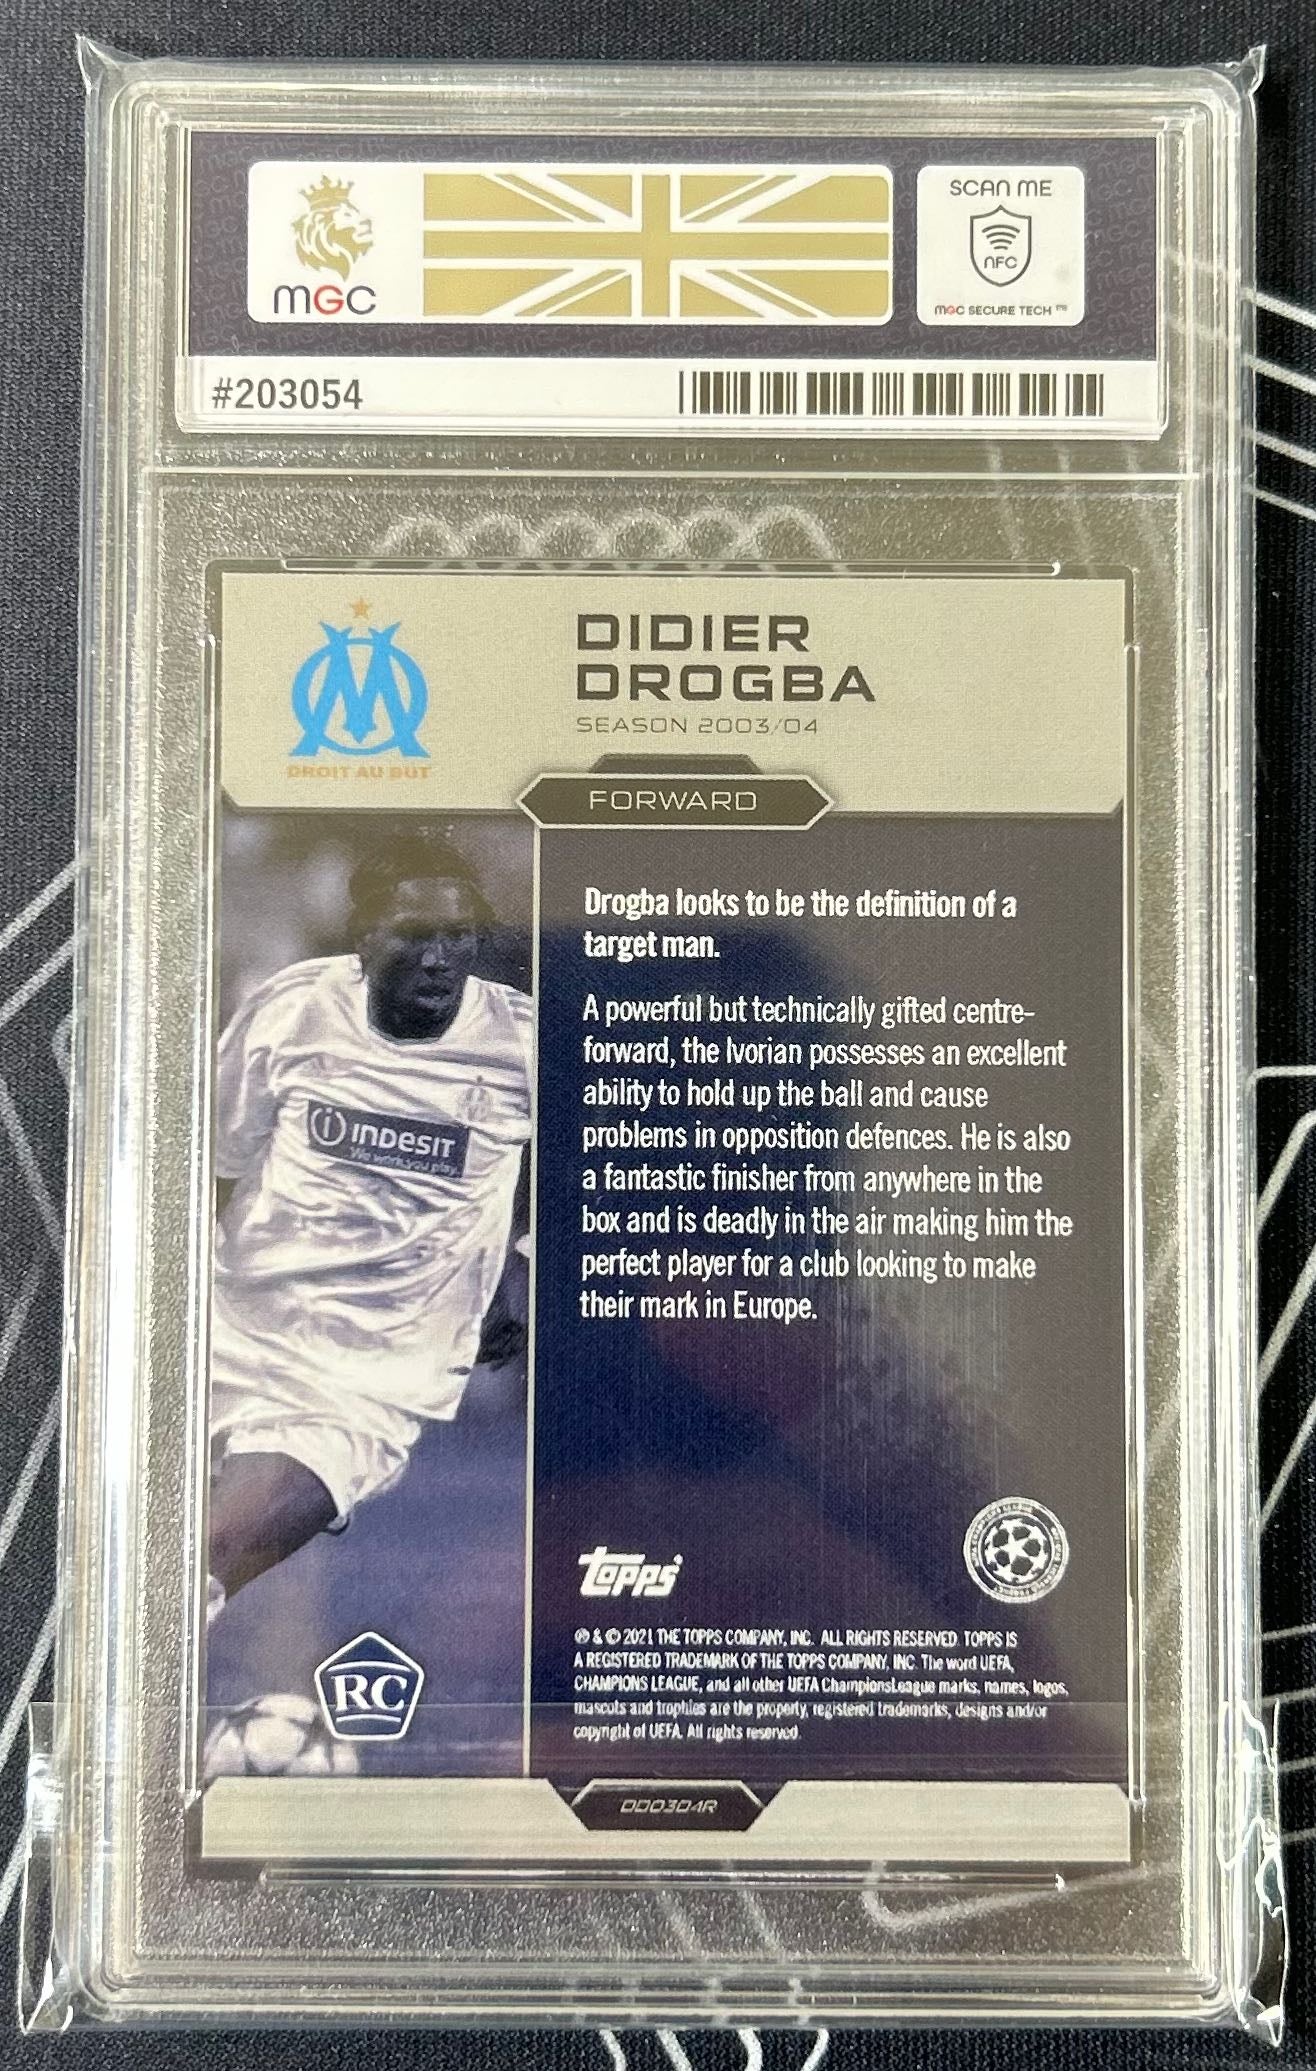 MGC
SCAN ME
NFC
MGC SECURE TECH ™
#203054
DROIT AU BUT
DIDIER
DROGBA
SEASON 2003/04
FORWARD
Drogba looks to be the definition of a
target man.
A powerful but technically gifted centre-
forward, the Ivorian possesses an excellent
ability to hold up the ball and cause
problems in opposition defences. He is also
a fantastic finisher from anywhere in the
box and is deadly in the air making him the
perfect player for a club looking to make
their mark in Europe.
INDESIT
We work, you play.
RC
TOPPS
® & © 2021 THE TOPPS COMPANY, INC. ALL RIGHTS RESERVED. TOPPS IS
A REGISTERED TRADEMARK OF THE TOPPS COMPANY, INC. The word UEFA,
CHAMPIONS LEAGUE, and all other UEFA ChampionsLeague marks, names, logos,
mascots and trophies are the property, registered trademarks, designs and/or
copyright of UEFA. All rights reserved.
DD0304R